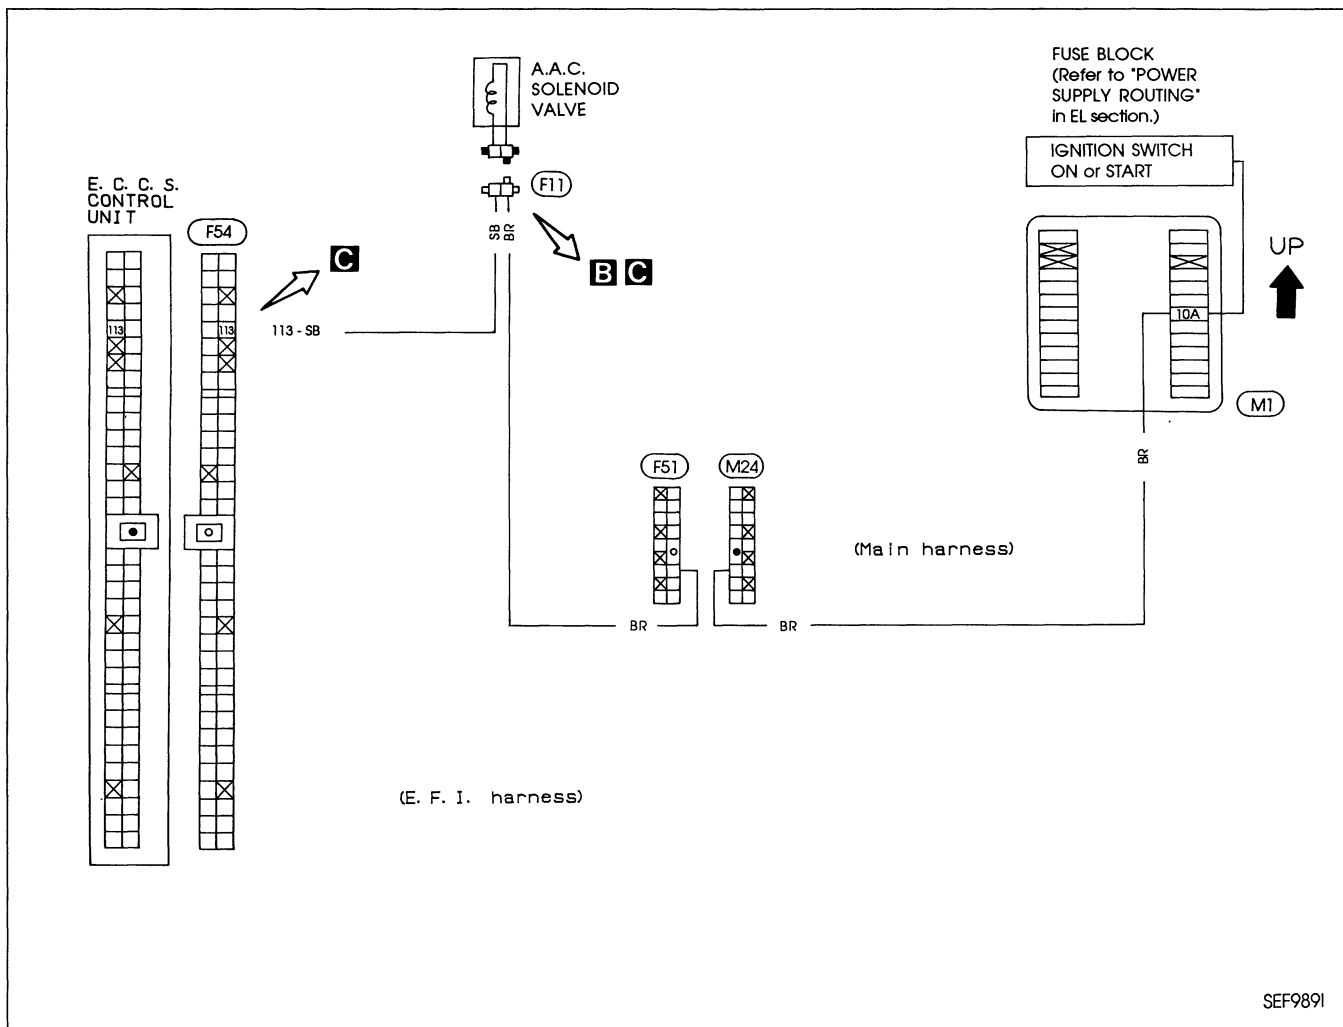 A.A.C.
SOLENOID
VALVE
FUSE BLOCK
(Refer to "POWER
SUPPLY ROUTING"
in EL section.)
IGNITION SWITCH
ON or START
F11
E. C. C. S.
CONTROL
UNIT
F54
C
SB
BR
B C
UP
113
113
113 - SB
10A
M1
BR
F51
M24
(Main harness)
BR
BR
(E. F. I. harness)
SEF989I